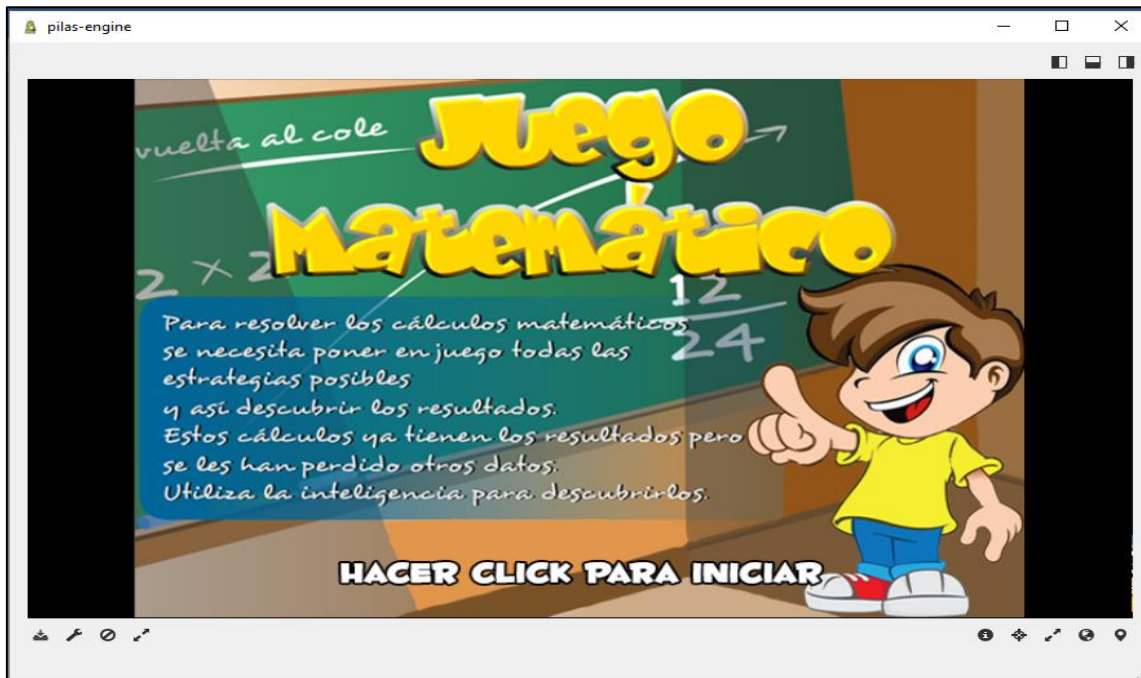 pilas-engine
vuelta al cole
Juego
Matemático
2 × 2
12
24
Para resolver los cálculos matemáticos
se necesita poner en juego todas las
estrategias posibles
y así descubrir los resultados.
Estos cálculos ya tienen los resultados pero
se les han perdido otros datos.
Utiliza la inteligencia para descubrirlos.
HACER CLICK PARA INICIAR